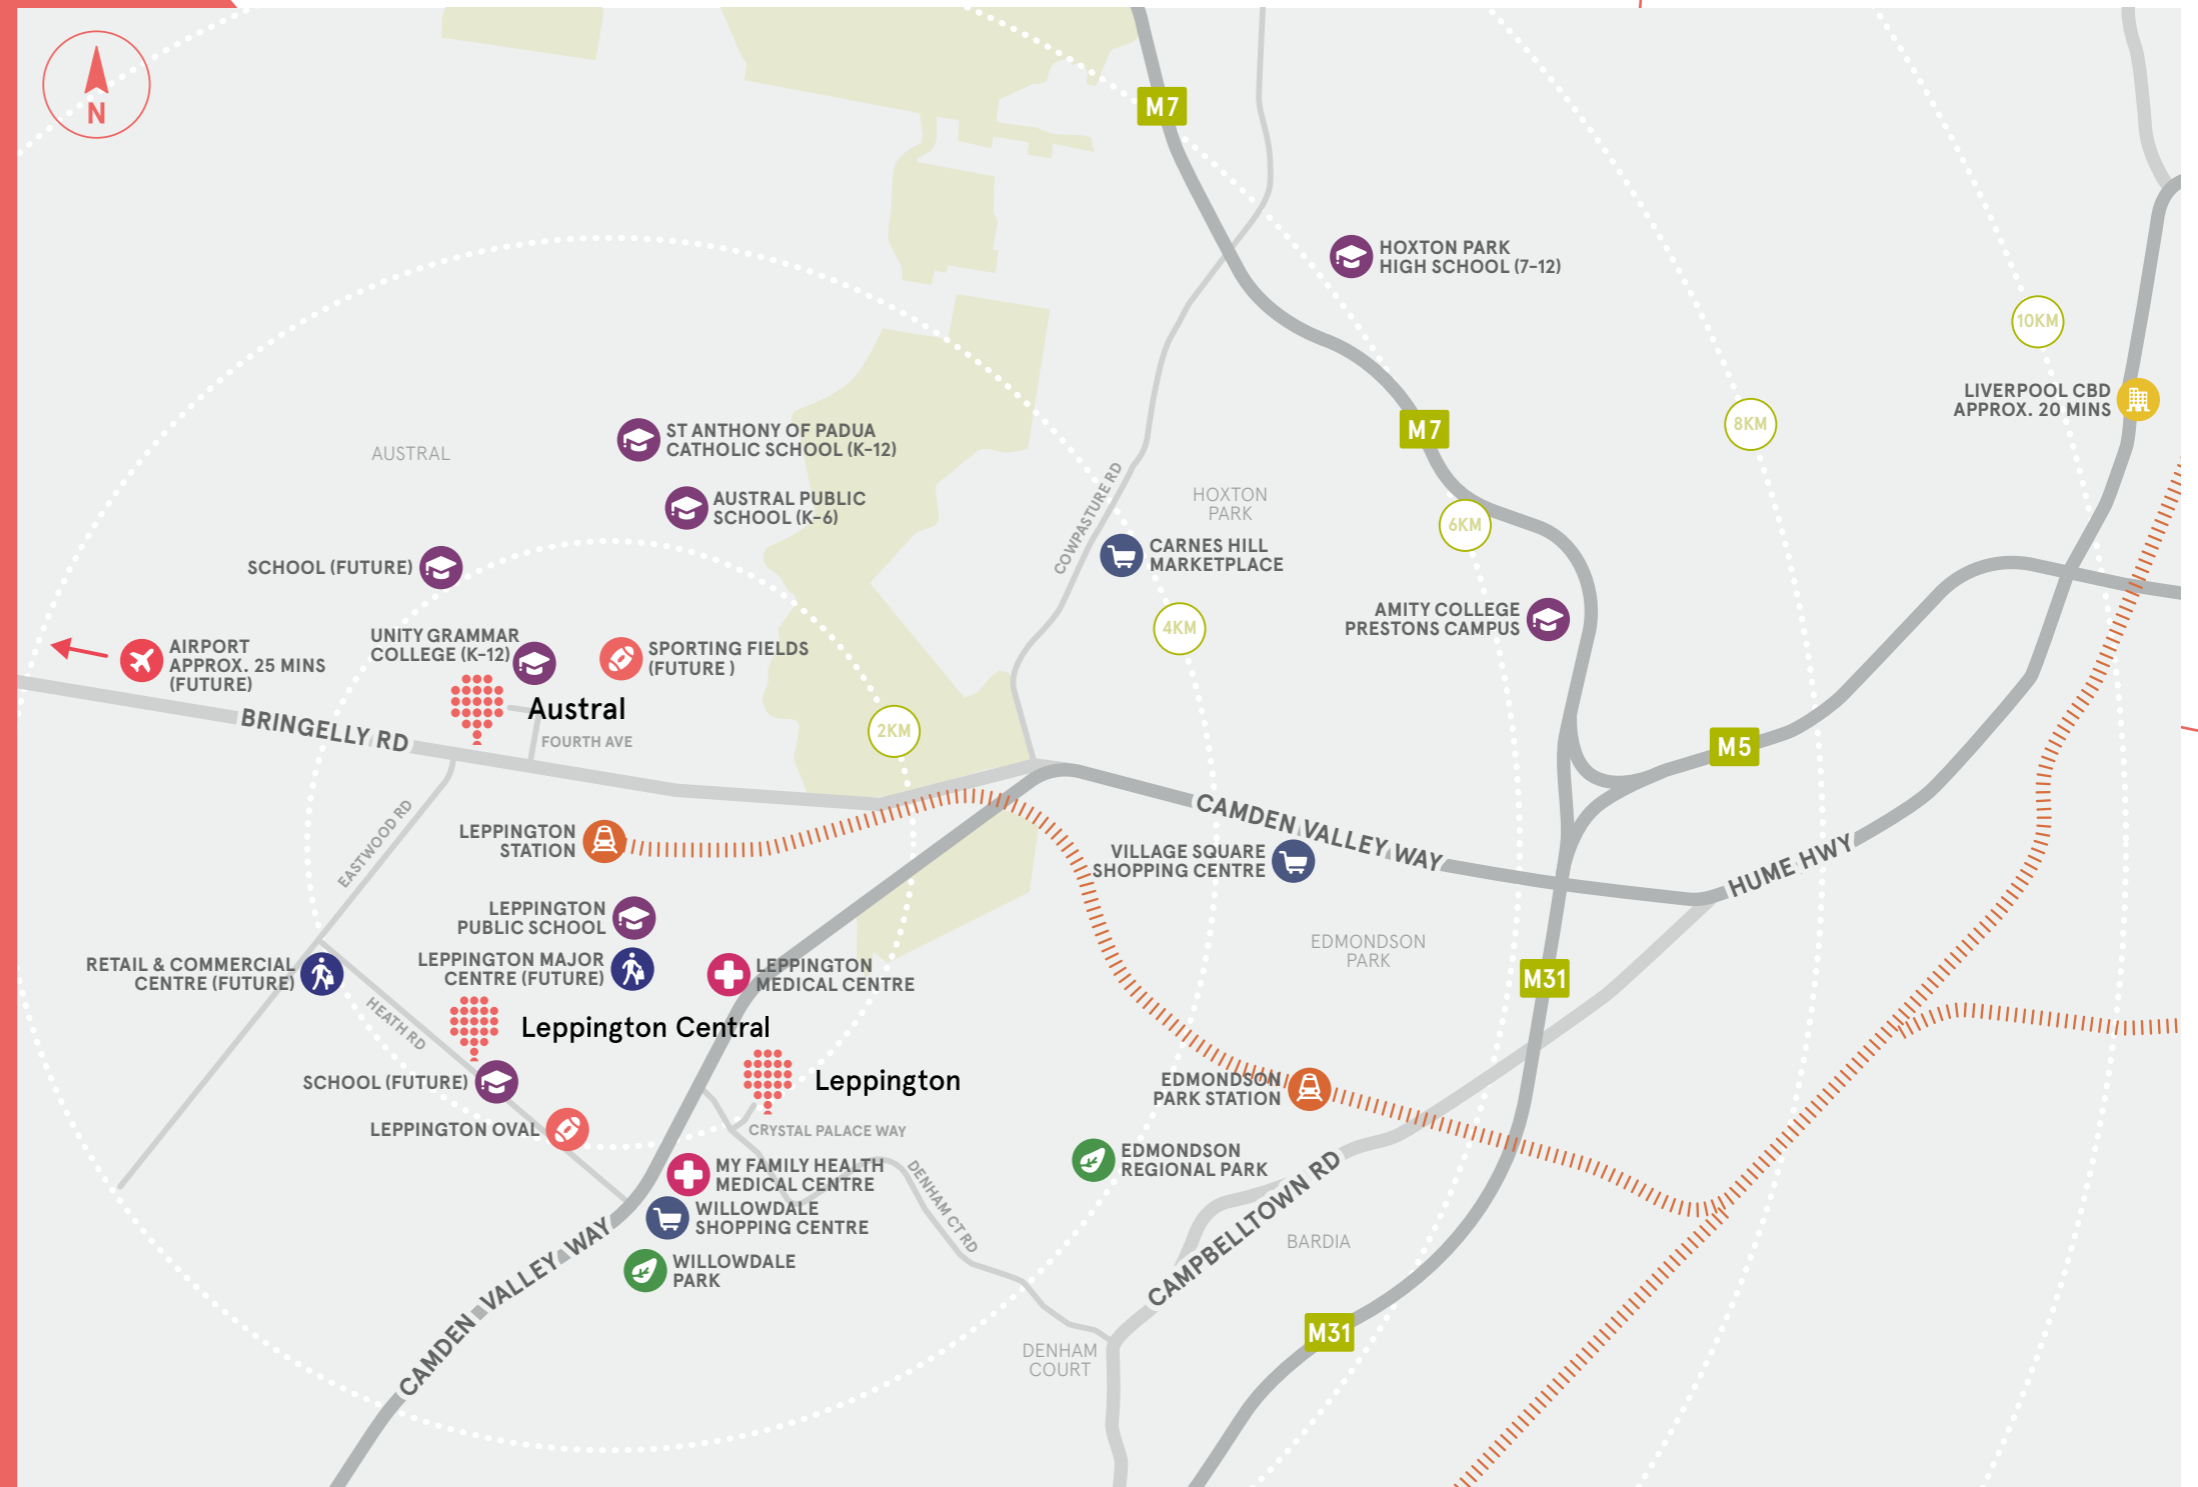 N
M7
HOXTON PARK
HIGH SCHOOL (7-12)
10KM
LIVERPOOL CBD
APPROX. 20 MINS
8KM
M7
ST ANTHONY OF PADUA
CATHOLIC SCHOOL (K-12)
AUSTRAL
AUSTRAL PUBLIC
SCHOOL (K-6)
COWPASTURE RD
HOXTON
PARK
6KM
CARNES HILL
MARKETPLACE
SCHOOL (FUTURE)
AMITY COLLEGE
PRESTONS CAMPUS
4KM
AIRPORT
APPROX. 25 MINS
(FUTURE)
UNITY GRAMMAR
COLLEGE (K-12)
SPORTING FIELDS
(FUTURE )
Austral
BRINGELLY RD
FOURTH AVE
2KM
M5
CAMDEN VALLEY WAY
HUME HWY
LEPPINGTON
STATION
EASTWOOD RD
VILLAGE SQUARE
SHOPPING CENTRE
LEPPINGTON
PUBLIC SCHOOL
EDMONDSON
PARK
RETAIL & COMMERCIAL
CENTRE (FUTURE)
LEPPINGTON MAJOR
CENTRE (FUTURE)
LEPPINGTON
MEDICAL CENTRE
M31
HEATH RD
Leppington Central
SCHOOL (FUTURE)
Leppington
EDMONDSON
PARK STATION
LEPPINGTON OVAL
CRYSTAL PALACE WAY
MY FAMILY HEALTH
MEDICAL CENTRE
DENHAM CT RD
EDMONDSON
REGIONAL PARK
WILLOWDALE
SHOPPING CENTRE
CAMPBELLTOWN RD
BARDIA
WILLOWDALE
PARK
CAMDEN VALLEY WAY
M31
DENHAM
COURT